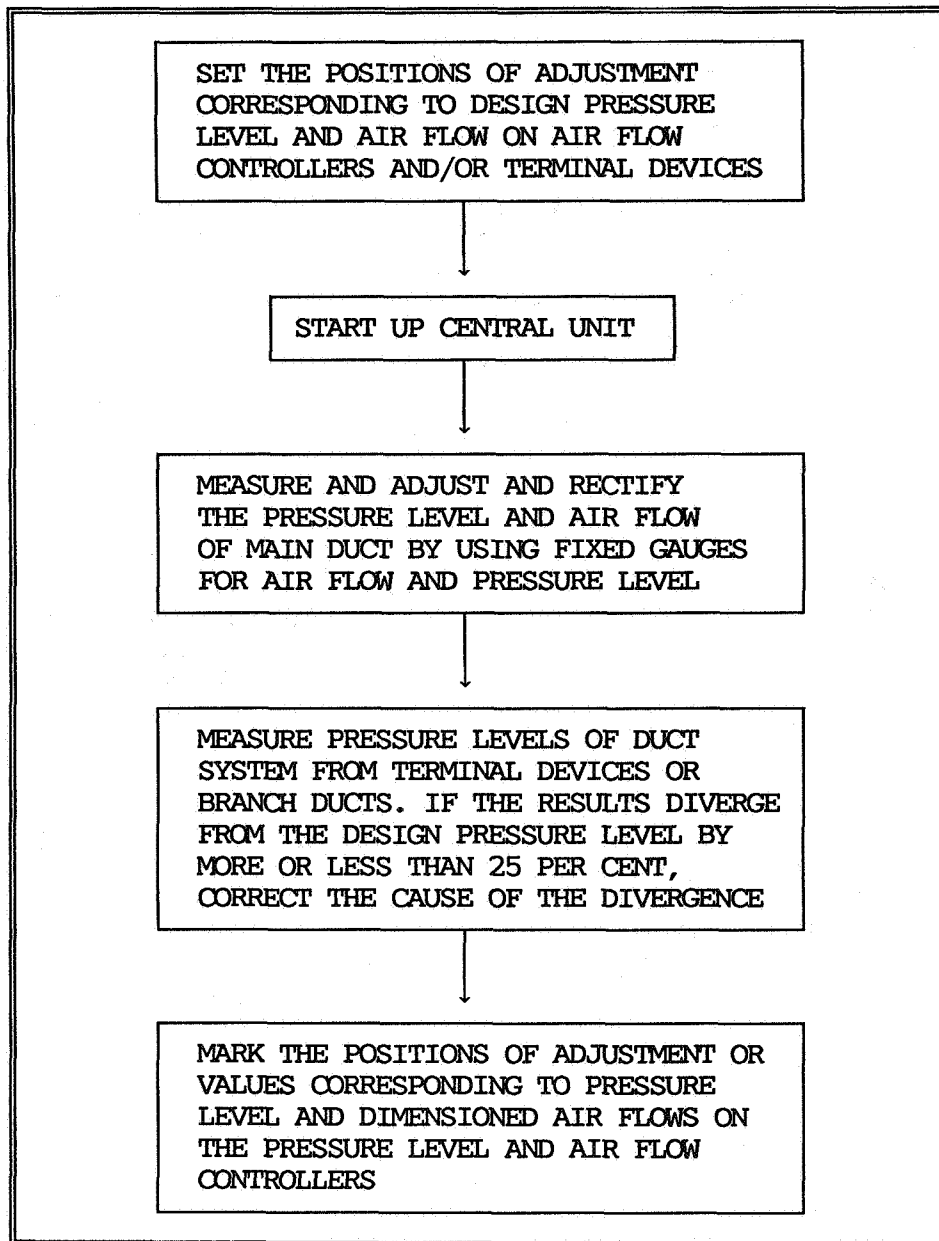 SET THE POSITIONS OF ADJUSTMENT
CORRESPONDING TO DESIGN PRESSURE
LEVEL AND AIR FLOW ON AIR FLOW
CONTROLLERS AND/OR TERMINAL DEVICES
START UP CENTRAL UNIT
MEASURE AND ADJUST AND RECTIFY
THE PRESSURE LEVEL AND AIR FLOW
OF MAIN DUCT BY USING FIXED GAUGES
FOR AIR FLOW AND PRESSURE LEVEL
MEASURE PRESSURE LEVELS OF DUCT
SYSTEM FROM TERMINAL DEVICES OR
BRANCH DUCTS. IF THE RESULTS DIVERGE
FROM THE DESIGN PRESSURE LEVEL BY
MORE OR LESS THAN 25 PER CENT,
CORRECT THE CAUSE OF THE DIVERGENCE
MARK THE POSITIONS OF ADJUSTMENT OR
VALUES CORRESPONDING TO PRESSURE
LEVEL AND DIMENSIONED AIR FLOWS ON
THE PRESSURE LEVEL AND AIR FLOW
CONTROLLERS